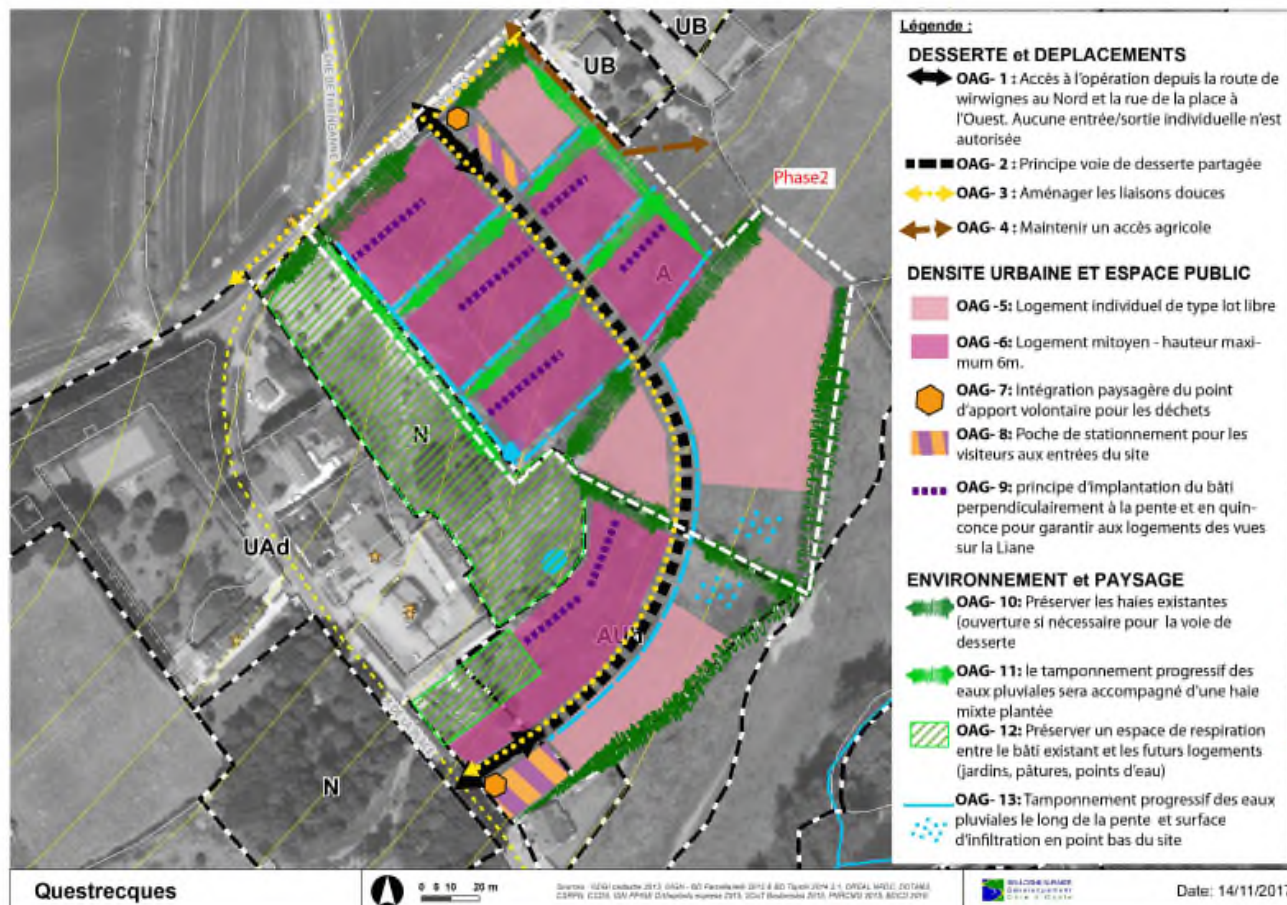 UB
UB
Phase2
A
N
UAd
AU
N
Légende :
DESSERTE et DEPLACEMENTS
OAG- 1 : Accès à l'opération depuis la route de
wirwignes au Nord et la rue de la place à
l'Ouest. Aucune entrée/sortie individuelle n'est
autorisée
OAG- 2 : Principe voie de desserte partagée
OAG- 3 : Aménager les liaisons douces
OAG- 4 : Maintenir un accès agricole
DENSITE URBAINE ET ESPACE PUBLIC
OAG -5: Logement individuel de type lot libre
OAG -6: Logement mitoyen - hauteur maxi-
mum 6m.
OAG- 7: Intégration paysagère du point
d'apport volontaire pour les déchets
OAG- 8: Poche de stationnement pour les
visiteurs aux entrées du site
OAG- 9: principe d'implantation du bâti
perpendiculairement à la pente et en quin-
conce pour garantir aux logements des vues
sur la Liane
ENVIRONNEMENT et PAYSAGE
OAG- 10: Préserver les haies existantes
(ouverture si nécessaire pour la voie de
desserte
OAG- 11: le tamponnement progressif des
eaux pluviales sera accompagné d'une haie
mixte plantée
OAG- 12: Préserver un espace de respiration
entre le bâti existant et les futurs logements
(jardins, pâtures, points d'eau)
OAG- 13: Tamponnement progressif des eaux
pluviales le long de la pente et surface
d'infiltration en point bas du site
Questrecques
0 5 10 20 m
Date: 14/11/2017